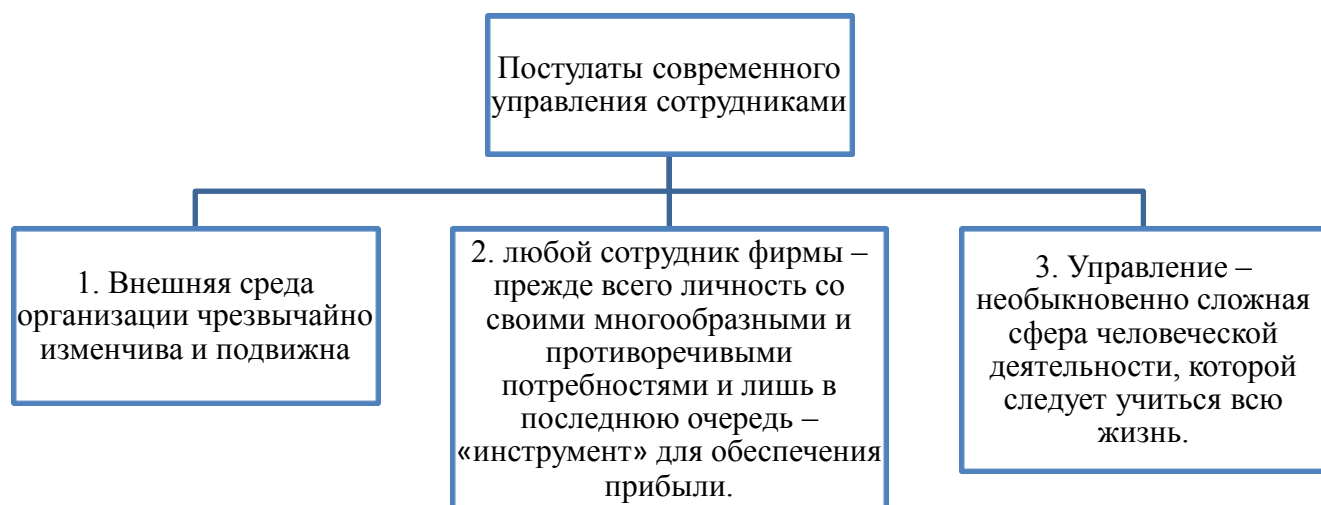 Постулаты современного
управления сотрудниками
1. Внешняя среда
организации чрезвычайно
изменчива и подвижна
2. любой сотрудник фирмы –
прежде всего личность со
своими многообразными и
противоречивыми
потребностями и лишь в
последнюю очередь –
«инструмент» для обеспечения
прибыли.
3. Управление –
необыкновенно сложная
сфера человеческой
деятельности, которой
следует учиться всю
жизнь.